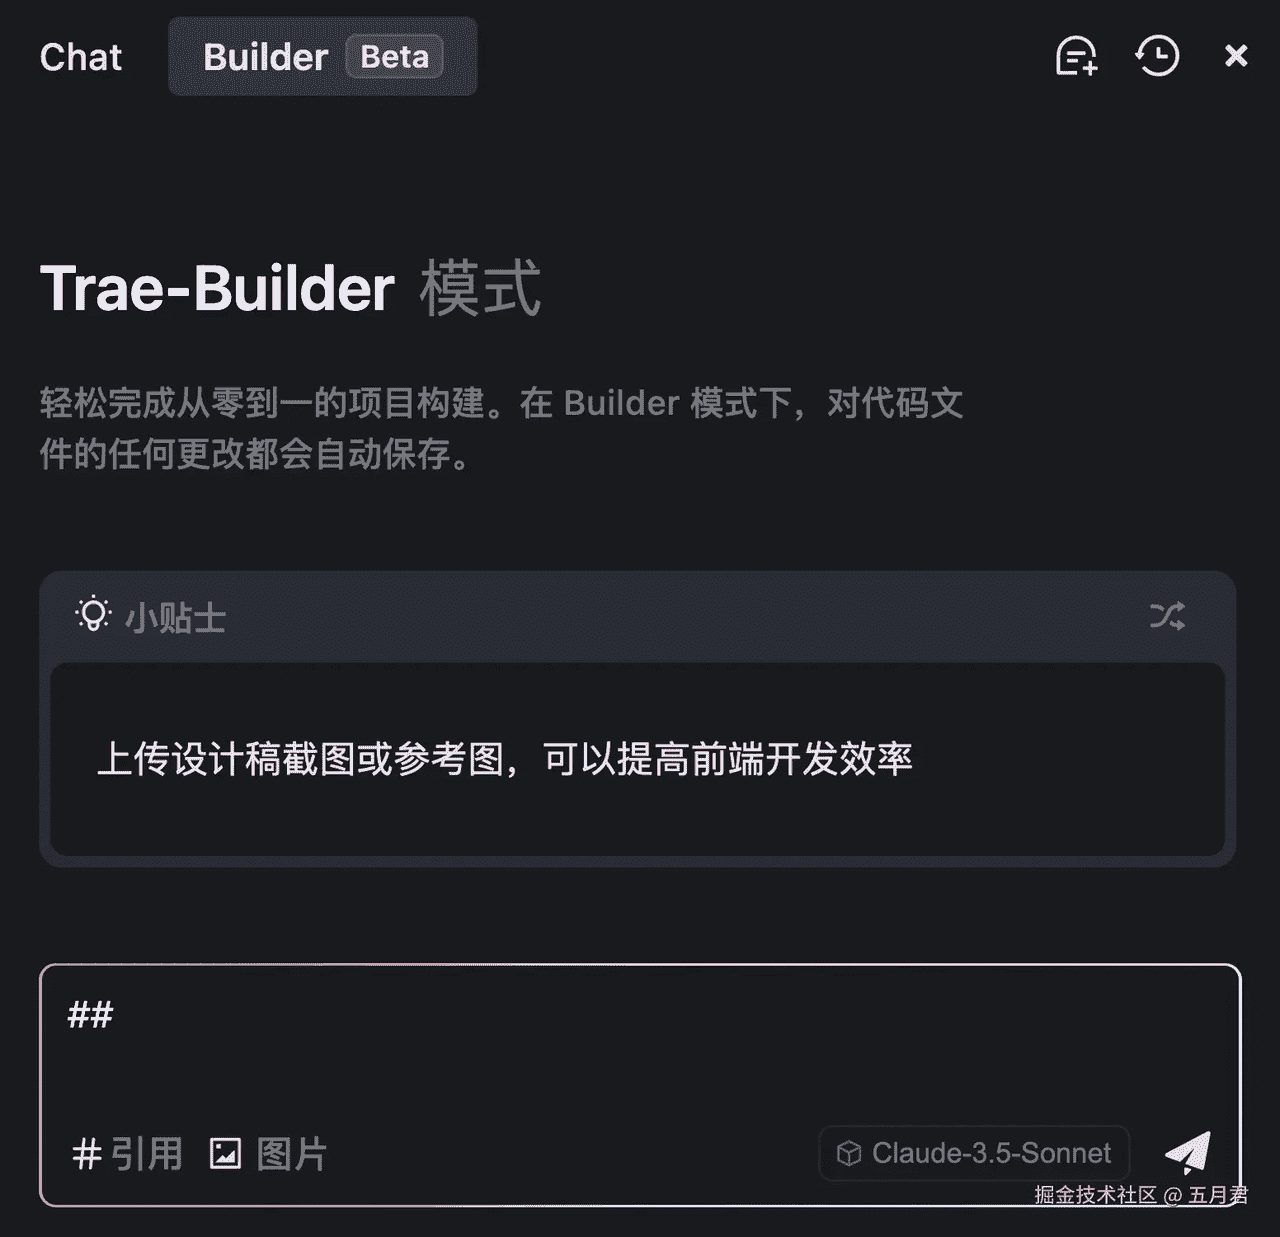 Chat
Builder Beta
Trae-Builder 模式
轻松完成从零到一的项目构建。在 Builder 模式下，对代码文
件的任何更改都会自动保存。
小贴士
上传设计稿截图或参考图，可以提高前端开发效率
##
# 引用 图片 Claude-3.5-Sonnet
掘金技术社区 @ 五月君